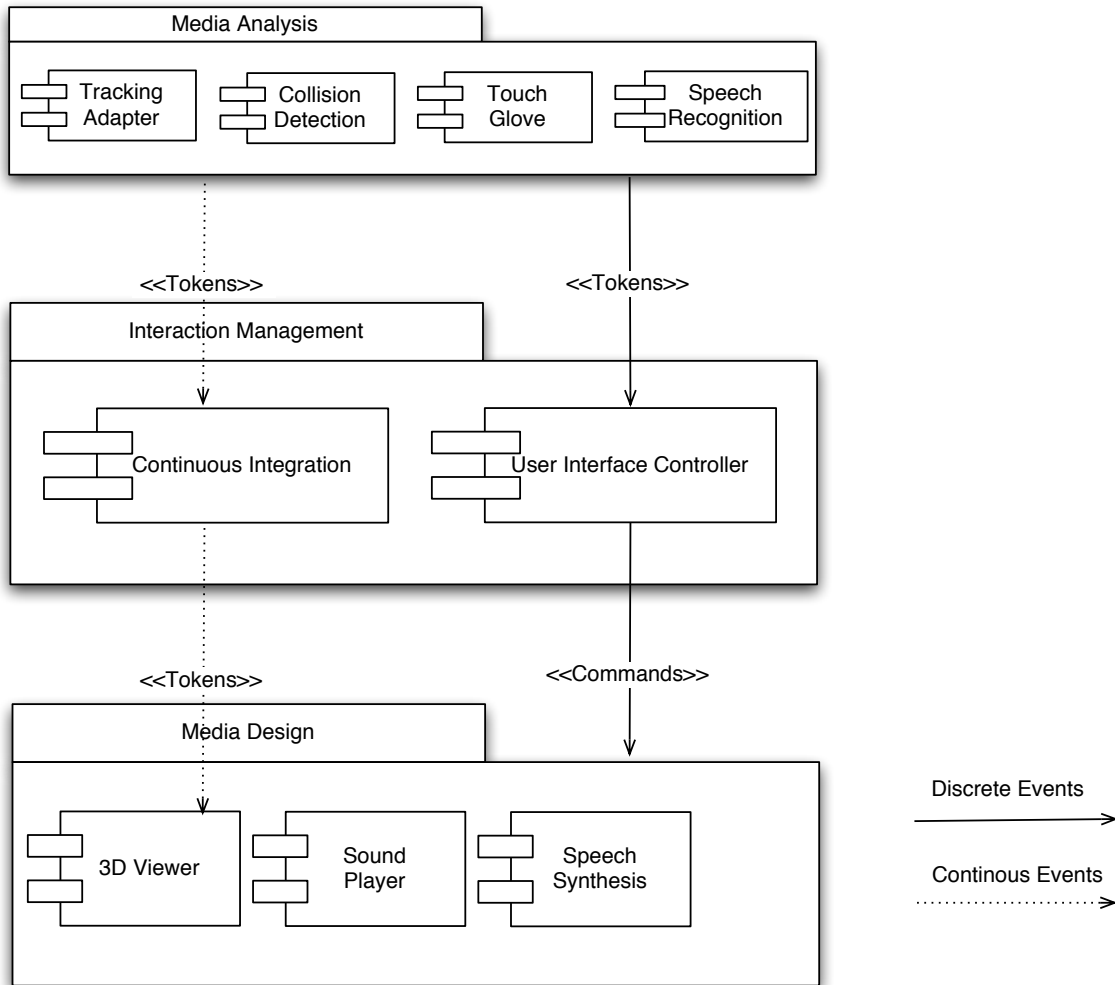 Media Analysis
Tracking
Adapter
Collision
Detection
Touch
Glove
Speech
Recognition
<<Tokens>>
<<Tokens>>
Interaction Management
Continuous Integration
User Interface Controller
<<Tokens>>
<<Commands>>
Media Design
3D Viewer
Sound
Player
Speech
Synthesis
Discrete Events
Continous Events